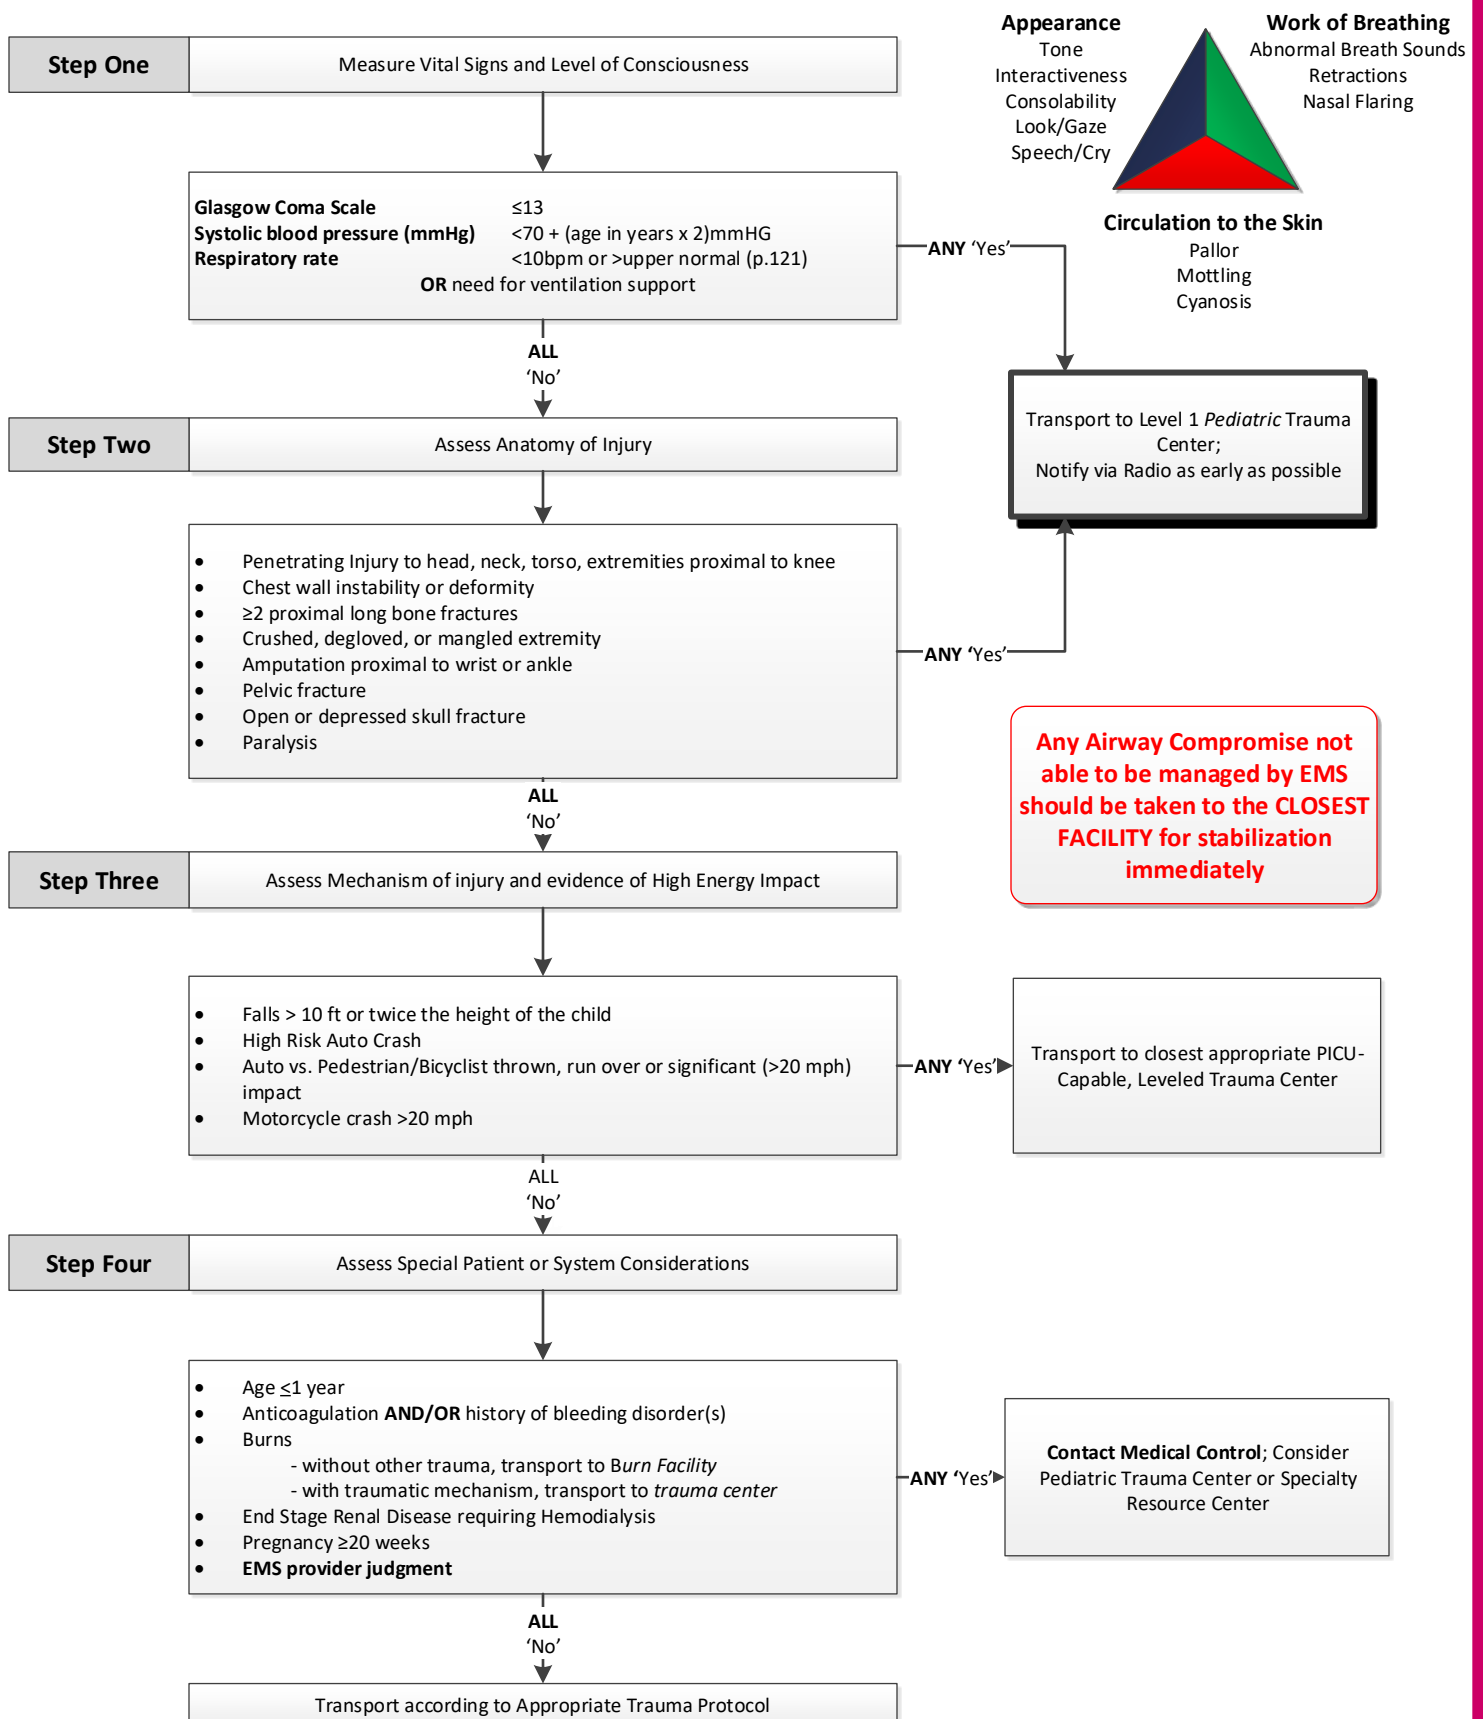 Appearance
Tone
Interactiveness
Consolability
Look/Gaze
Speech/Cry
Work of Breathing
Abnormal Breath Sounds
Retractions
Nasal Flaring
Circulation to the Skin
Pallor
Mottling
Cyanosis
Step One
Measure Vital Signs and Level of Consciousness
Glasgow Coma Scale ≤13
Systolic blood pressure (mmHg) <70 + (age in years x 2)mmHG
Respiratory rate <10bpm or >upper normal (p.121)
OR need for ventilation support
ANY ‘Yes’
ALL
‘No’
Transport to Level 1 Pediatric Trauma
Center;
Notify via Radio as early as possible
Step Two
Assess Anatomy of Injury
• Penetrating Injury to head, neck, torso, extremities proximal to knee
• Chest wall instability or deformity
• ≥2 proximal long bone fractures
• Crushed, degloved, or mangled extremity
• Amputation proximal to wrist or ankle
• Pelvic fracture
• Open or depressed skull fracture
• Paralysis
ANY ‘Yes’
ALL
‘No’
Any Airway Compromise not
able to be managed by EMS
should be taken to the CLOSEST
FACILITY for stabilization
immediately
Step Three
Assess Mechanism of injury and evidence of High Energy Impact
• Falls > 10 ft or twice the height of the child
• High Risk Auto Crash
• Auto vs. Pedestrian/Bicyclist thrown, run over or significant (>20 mph)
impact
• Motorcycle crash >20 mph
ANY ‘Yes’
Transport to closest appropriate PICU-
Capable, Leveled Trauma Center
ALL
‘No’
Step Four
Assess Special Patient or System Considerations
• Age ≤1 year
• Anticoagulation AND/OR history of bleeding disorder(s)
• Burns
- without other trauma, transport to Burn Facility
- with traumatic mechanism, transport to trauma center
• End Stage Renal Disease requiring Hemodialysis
• Pregnancy ≥20 weeks
• EMS provider judgment
ANY ‘Yes’
Contact Medical Control; Consider
Pediatric Trauma Center or Specialty
Resource Center
ALL
‘No’
Transport according to Appropriate Trauma Protocol